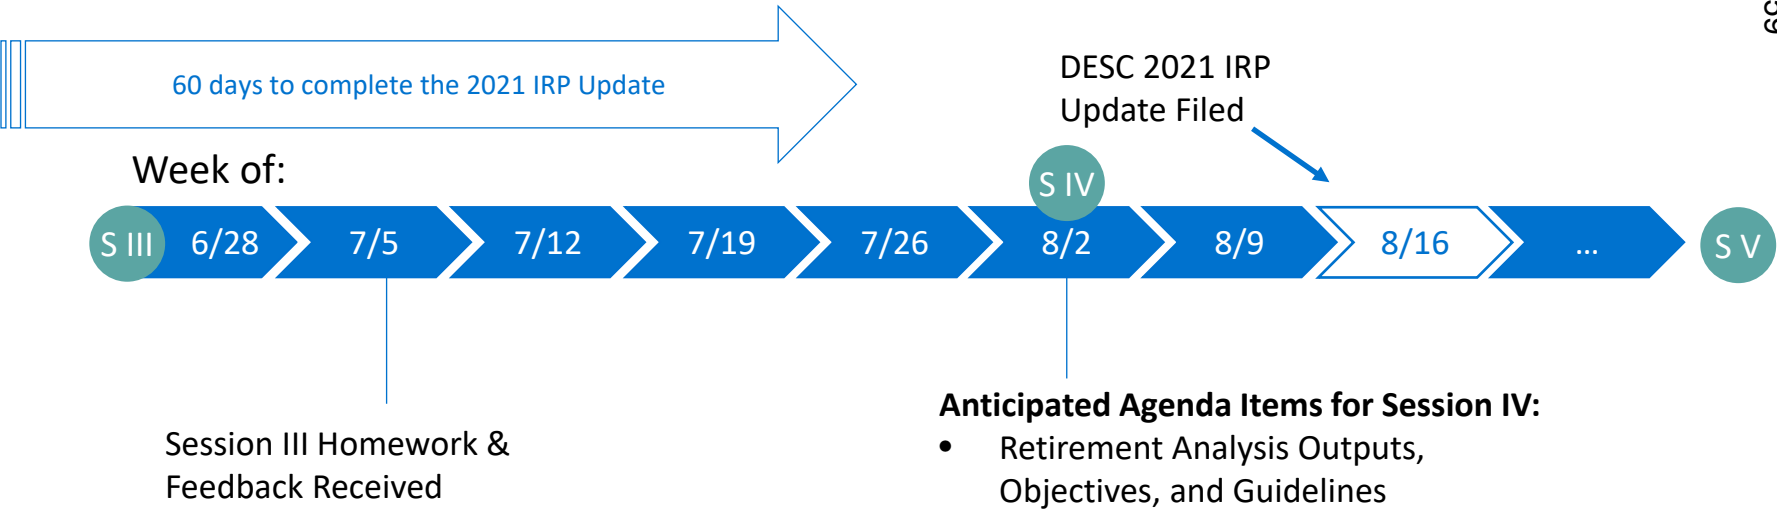 60 days to complete the 2021 IRP Update
DESC 2021 IRP
Update Filed
Week of:
S IV
S III 6/28 7/5 7/12 7/19 7/26 8/2 8/9 8/16 ... S V
Anticipated Agenda Items for Session IV:
• Retirement Analysis Outputs,
Objectives, and Guidelines
Session III Homework &
Feedback Received